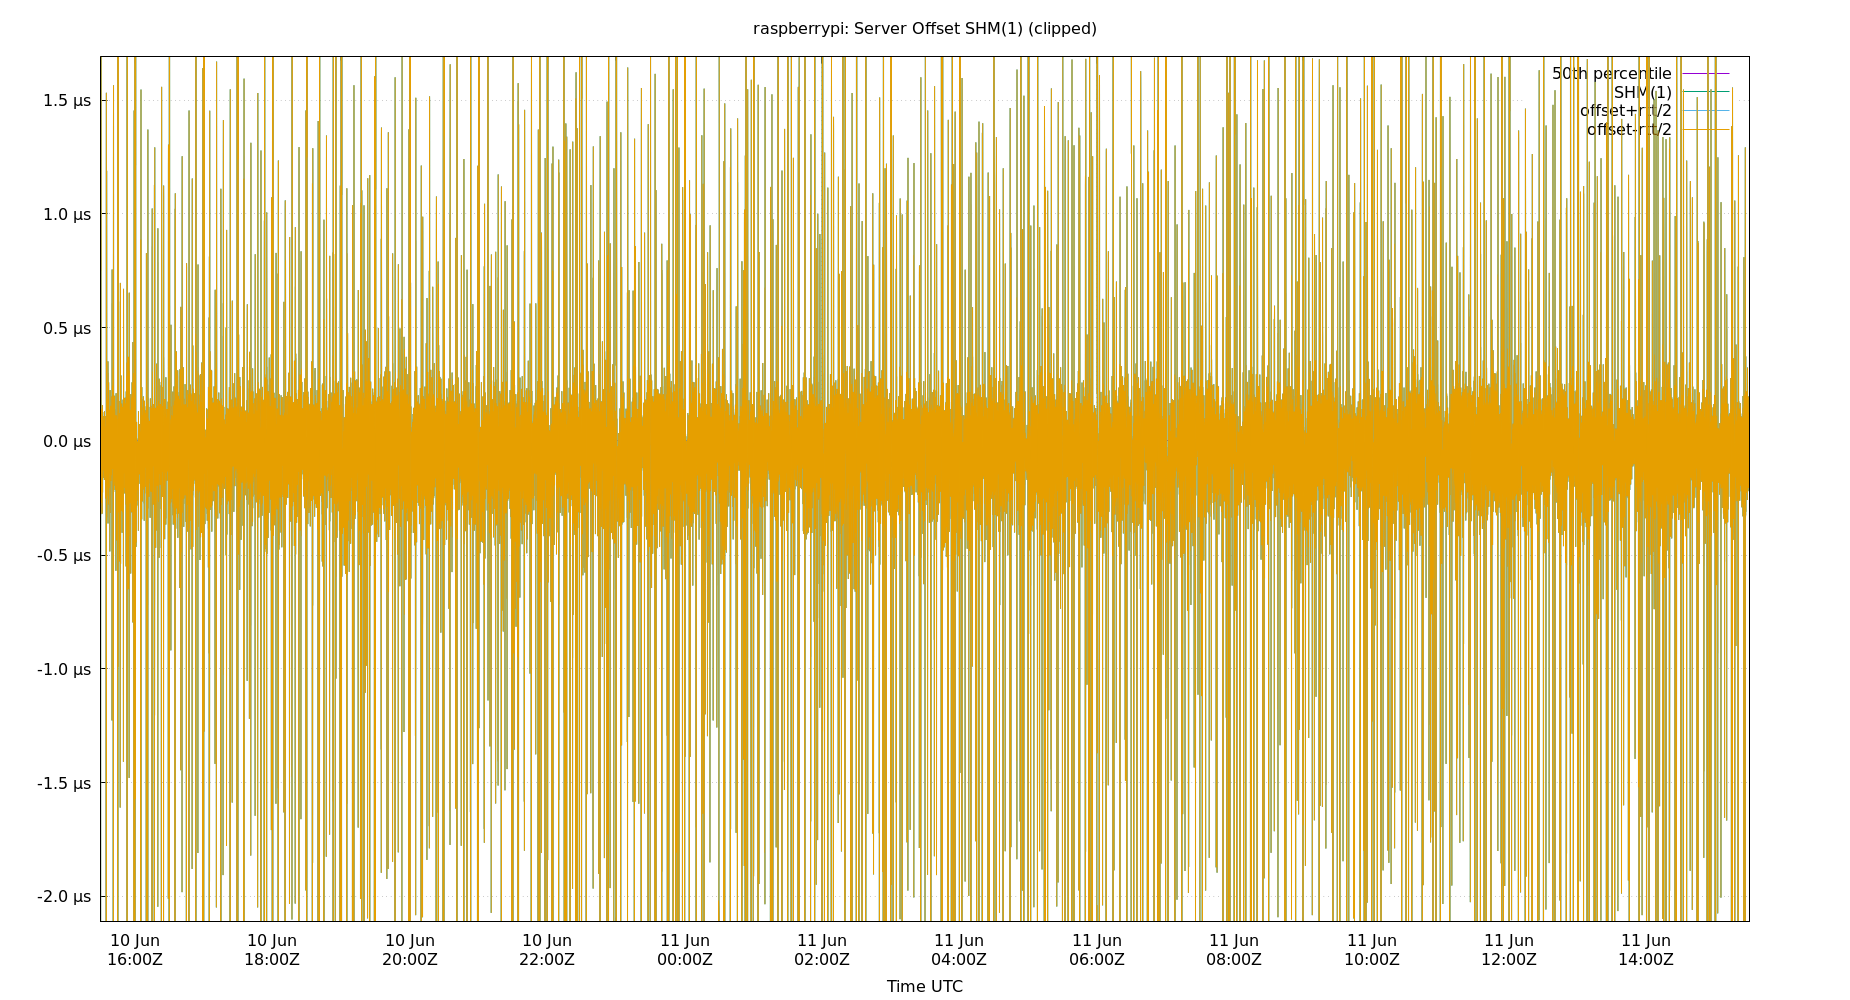 raspberrypi: Server Offset SHM(1) (clipped)
50th percentile
SHM(1)
offset+rtt/2
offset-rtt/2
1.5 µs
1.0 µs
0.5 µs
0.0 µs
-0.5 µs
-1.0 µs
-1.5 µs
-2.0 µs
10 Jun 10 Jun 10 Jun 10 Jun 11 Jun 11 Jun 11 Jun 11 Jun 11 Jun 11 Jun 11 Jun 11 Jun
16:00Z 18:00Z 20:00Z 22:00Z 00:00Z 02:00Z 04:00Z 06:00Z 08:00Z 10:00Z 12:00Z 14:00Z
Time UTC